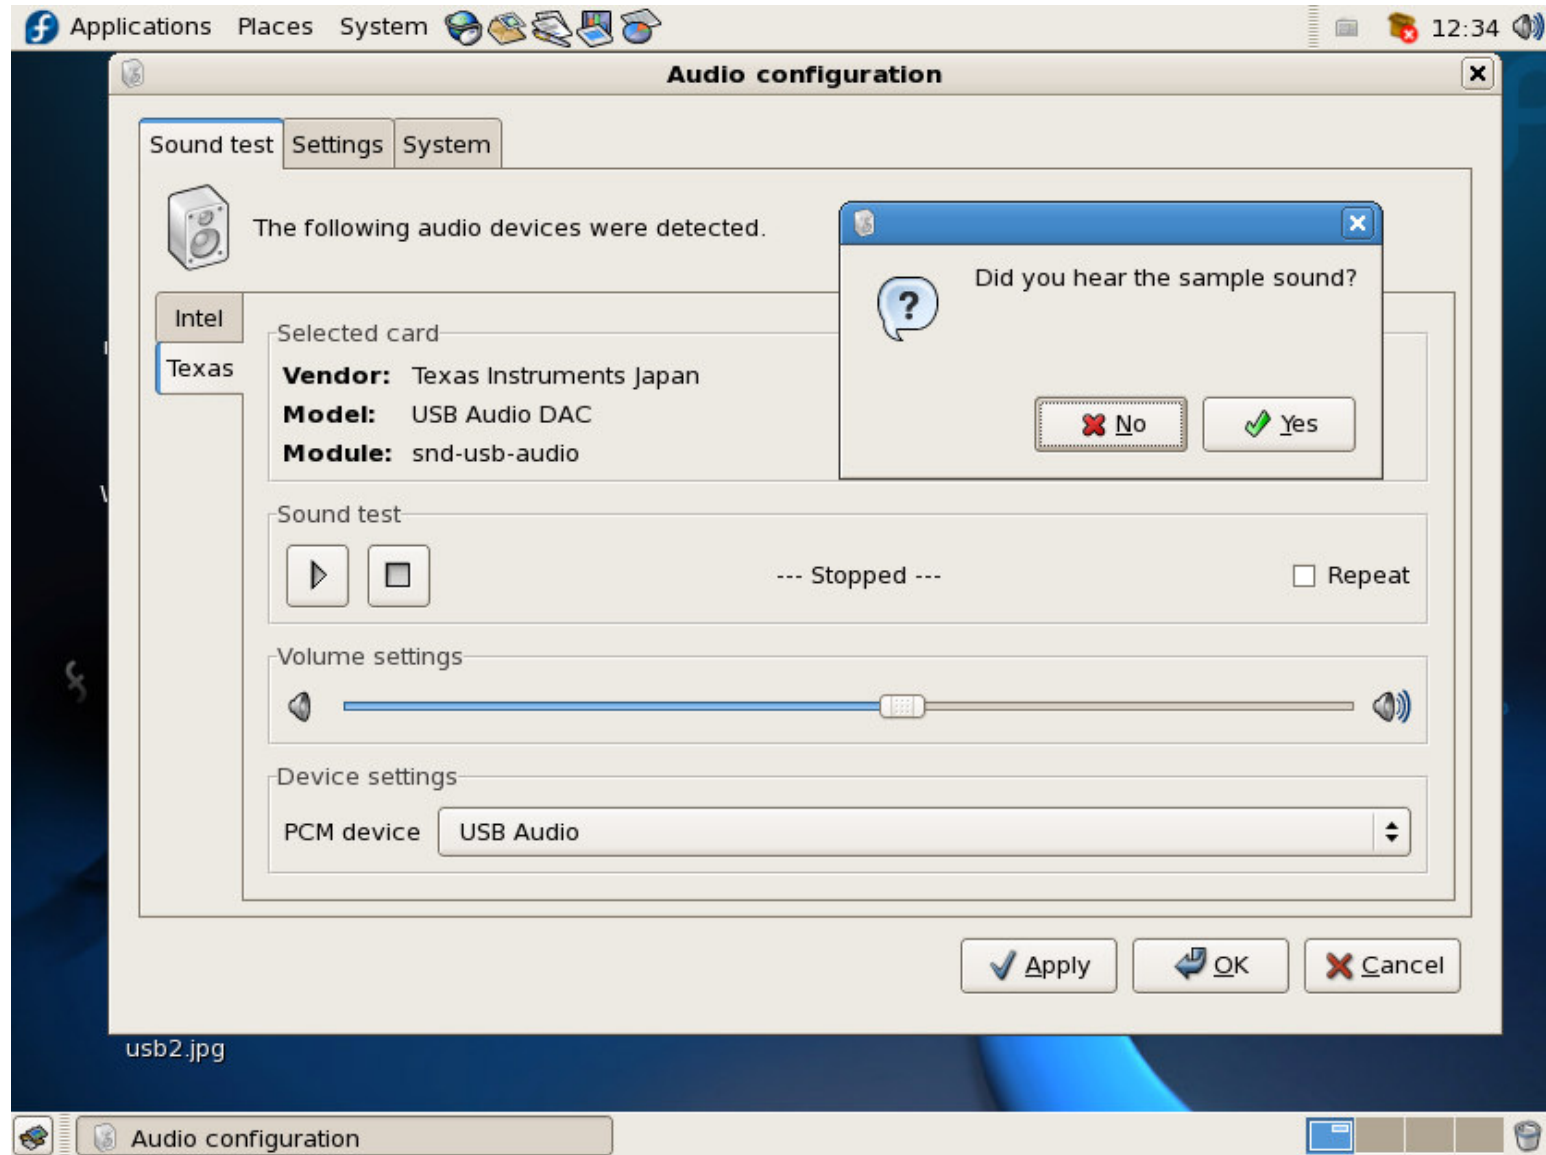 Applications Places System 12:34
Audio configuration
Sound test Settings System
The following audio devices were detected.
Did you hear the sample sound?
No Yes
Intel
Texas
Selected card
Vendor: Texas Instruments Japan
Model: USB Audio DAC
Module: snd-usb-audio
Sound test
--- Stopped --- Repeat
Volume settings
Device settings
PCM device USB Audio
Apply OK Cancel
usb2.jpg
Audio configuration